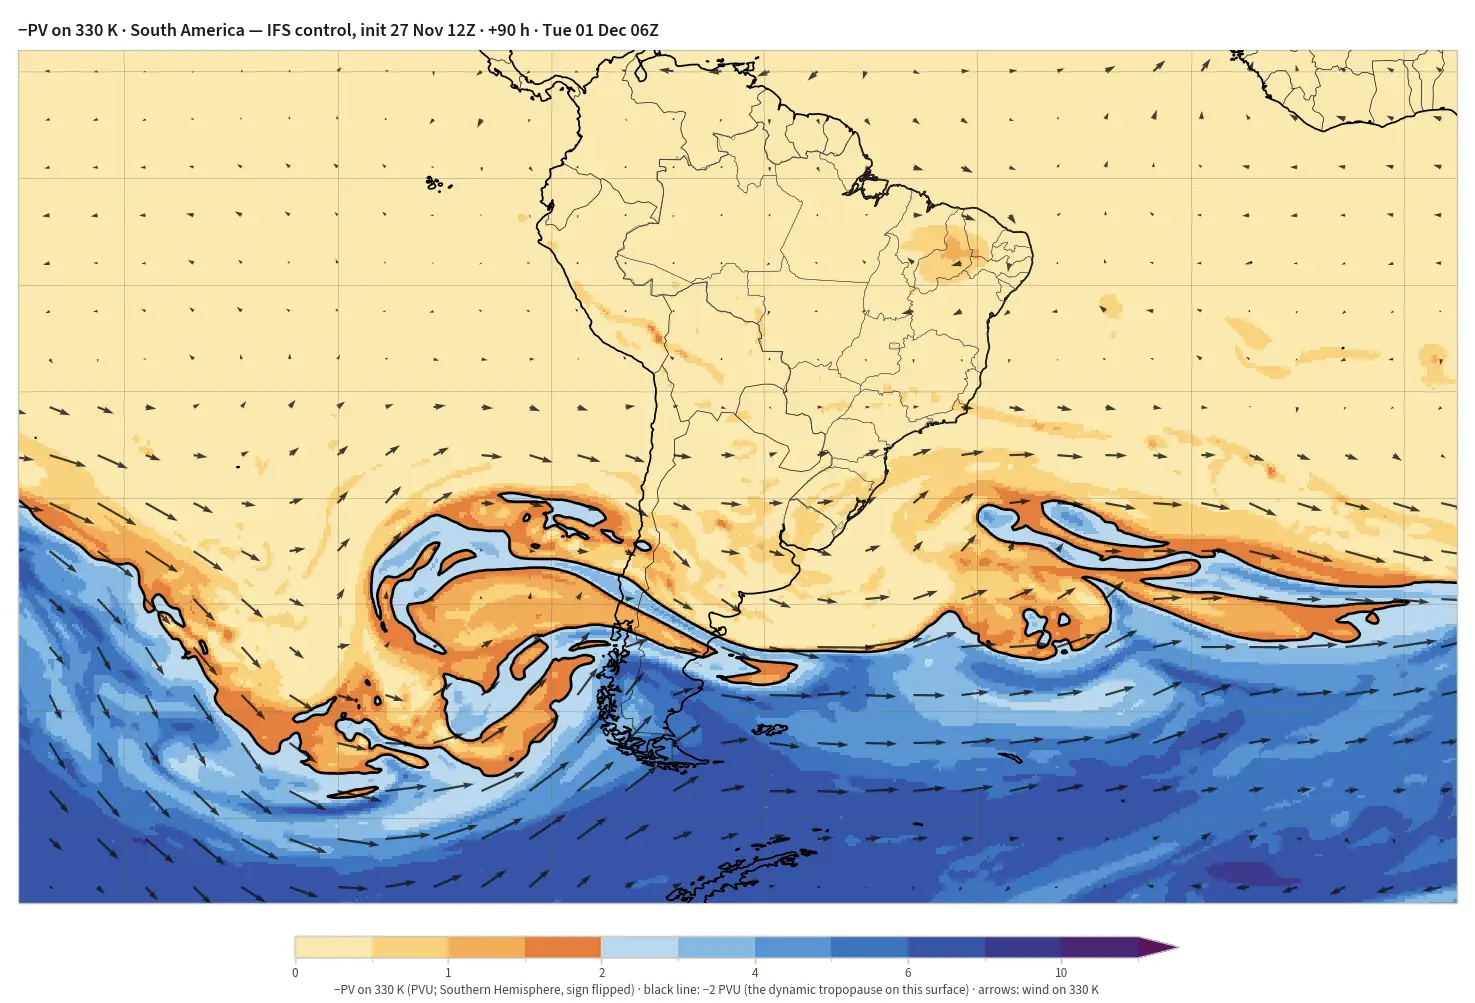 −PV on 330 K · South America — IFS control, init 27 Nov 12Z · +90 h · Tue 01 Dec 06Z
0 1 2 4 6 10
−PV on 330 K (PVU; Southern Hemisphere, sign flipped) · black line: −2 PVU (the dynamic tropopause on this surface) · arrows: wind on 330 K